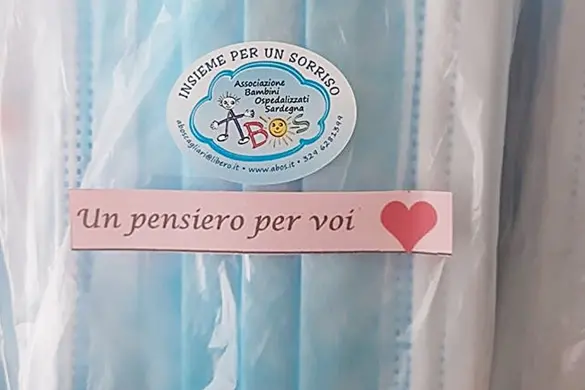 INSIEME PER UN SORRISO
Associazione
Bambini
Ospedalizzati
Sardegna
ABOS
aboscagliari@libero.it • www.abos.it • 329 6281399
Un pensiero per voi